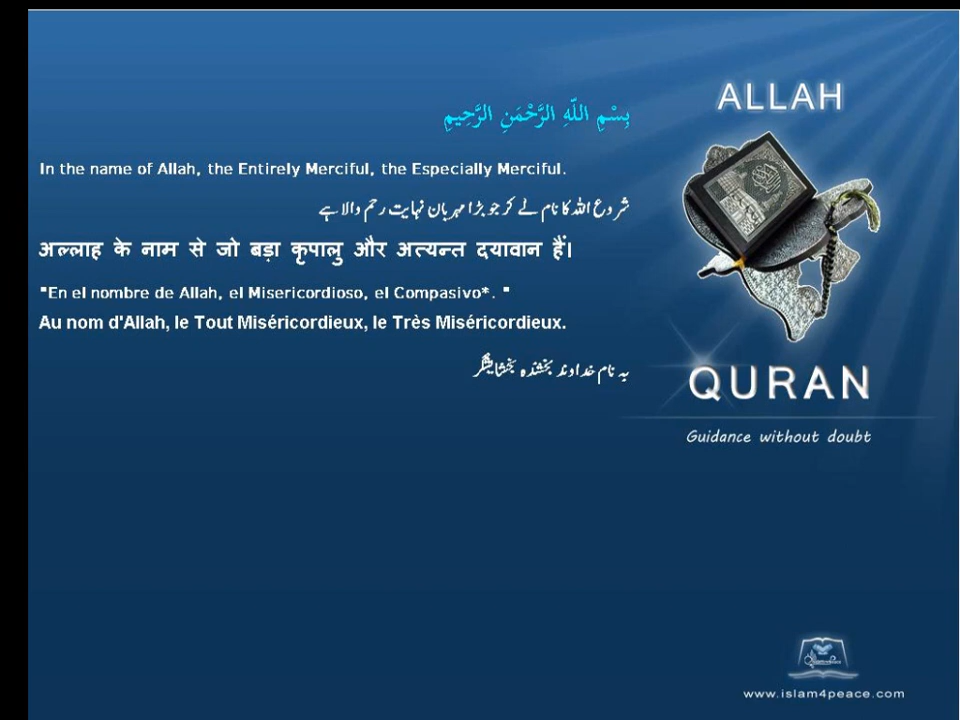 بِسْمِ اللَّهِ الرَّحْمَنِ الرَّحِيمِ
In the name of Allah, the Entirely Merciful, the Especially Merciful.
شروع اللہ کا نام لے کر جو بڑا مہربان نہایت رحم والا ہے
अल्लाह के नाम से जो बड़ा कृपालु और अत्यन्त दयावान हैं।
"En el nombre de Allah, el Misericordioso, el Compasivo*. "
Au nom d'Allah, le Tout Miséricordieux, le Très Miséricordieux.
به نام خداوند بخشنده بخشایشگر
ALLAH
QURAN
Guidance without doubt
www.islam4peace.com